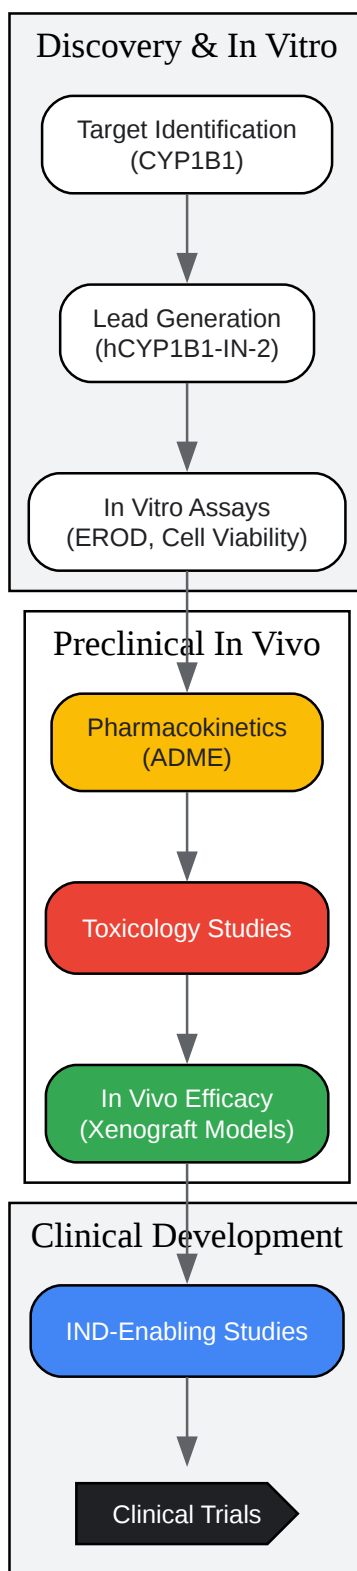 Discovery & In Vitro
Target Identification
(CYP1B1)
Lead Generation
(hCYP1B1-IN-2)
In Vitro Assays
(EROD, Cell Viability)
Preclinical In Vivo
Pharmacokinetics
(ADME)
Toxicology Studies
In Vivo Efficacy
(Xenograft Models)
Clinical Development
IND-Enabling Studies
Clinical Trials